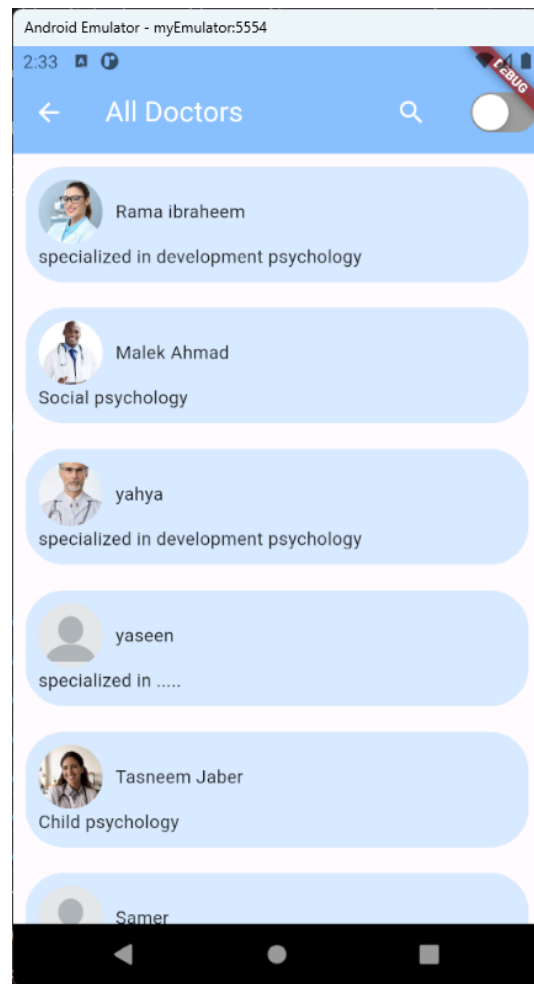 Android Emulator - myEmulator:5554
2:33
DEBUG
All Doctors
Rama ibraheem
specialized in development psychology
Malek Ahmad
Social psychology
yahya
specialized in development psychology
yaseen
specialized in .....
Tasneem Jaber
Child psychology
Samer